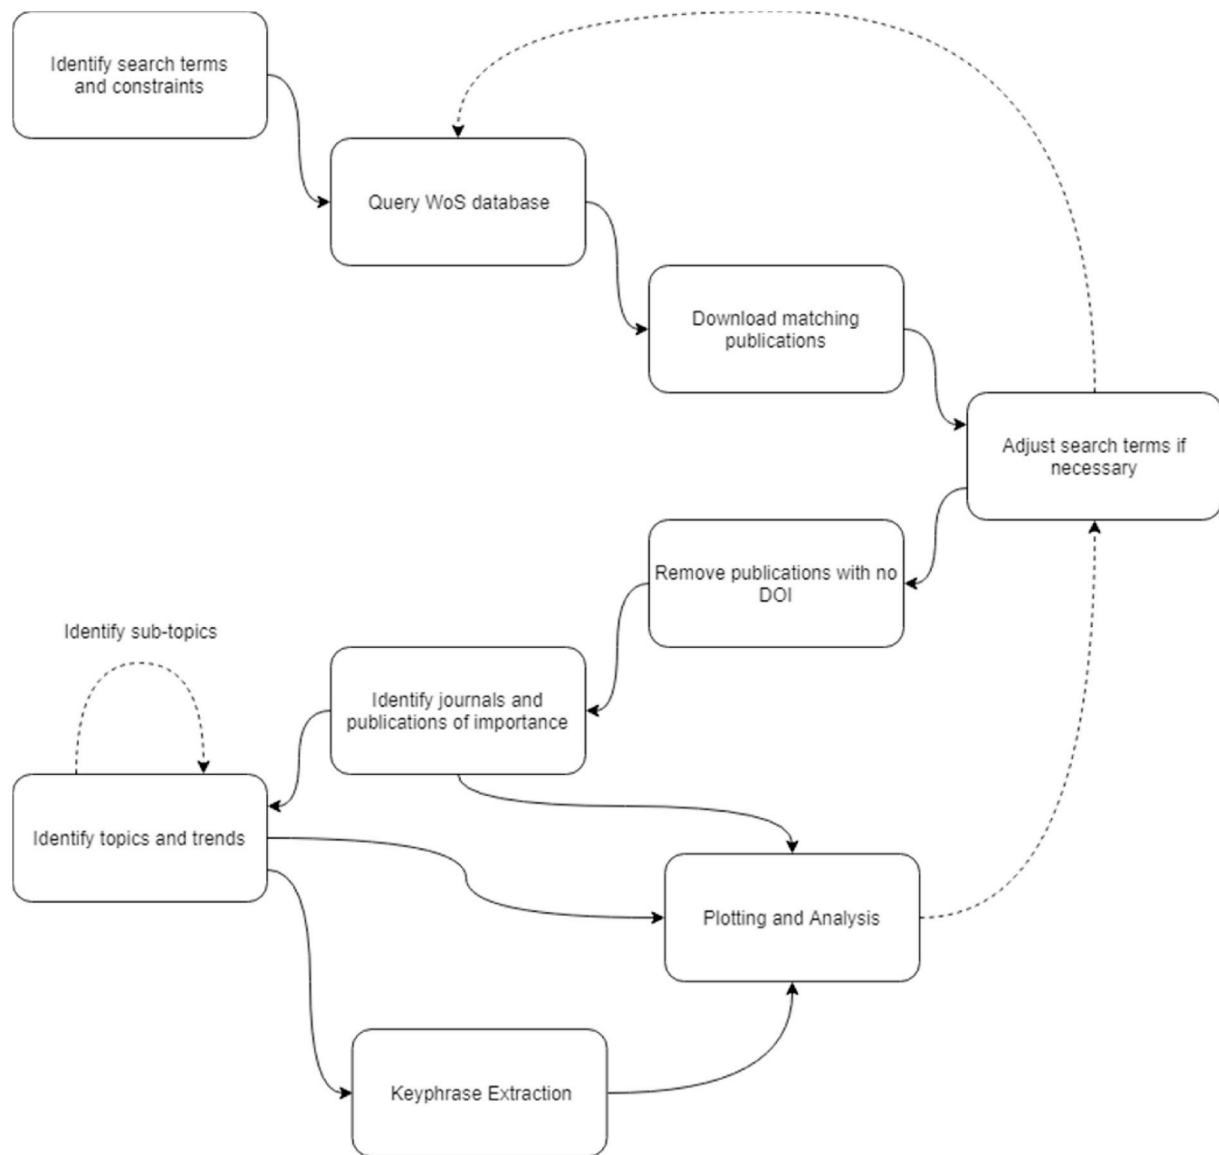 Identify search terms
and constraints
Query WoS database
Download matching
publications
Adjust search terms if
necessary
Remove publications with no
DOI
Identify sub-topics
Identify journals and
publications of importance
Identify topics and trends
Plotting and Analysis
Keyphrase Extraction